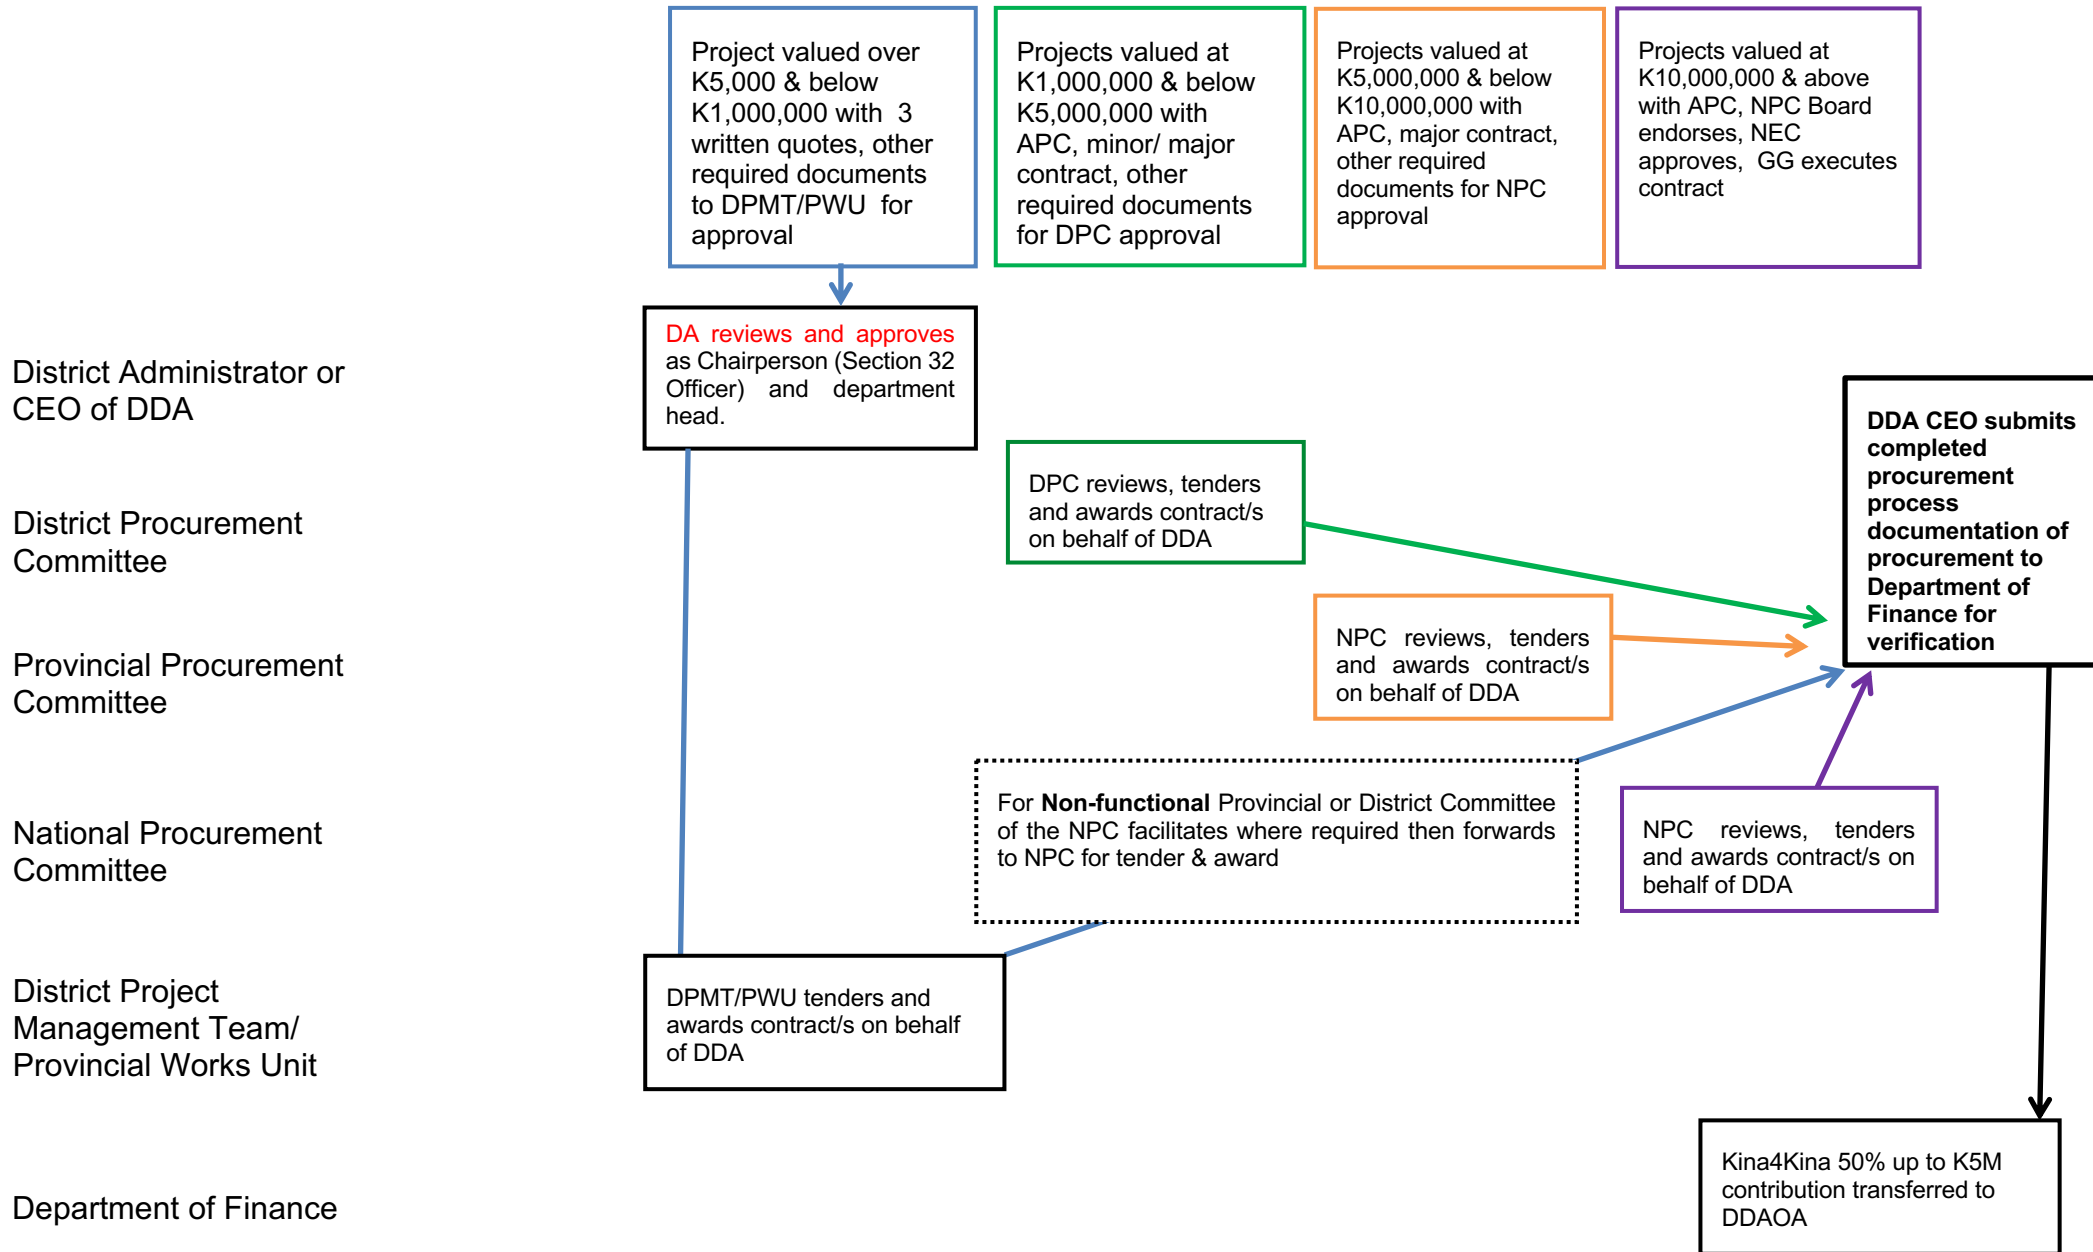 Project valued over
K5,000 & below
K1,000,000 with 3
written quotes, other
required documents
to DPMT/PWU for
approval
Projects valued at
K1,000,000 & below
K5,000,000 with
APC, minor/ major
contract, other
required documents
for DPC approval
Projects valued at
K5,000,000 & below
K10,000,000 with
APC, major contract,
other required
documents for NPC
approval
Projects valued at
K10,000,000 & above
with APC, NPC Board
endorses, NEC
approves, GG executes
contract
District Administrator or
CEO of DDA
DA reviews and approves
as Chairperson (Section 32
Officer) and department
head.
DDA CEO submits
completed
procurement
process
documentation of
procurement to
Department of
Finance for
verification
District Procurement
Committee
DPC reviews, tenders
and awards contract/s
on behalf of DDA
Provincial Procurement
Committee
NPC reviews, tenders
and awards contract/s
on behalf of DDA
National Procurement
Committee
For Non-functional Provincial or District Committee
of the NPC facilitates where required then forwards
to NPC for tender & award
NPC reviews, tenders
and awards contract/s on
behalf of DDA
District Project
Management Team/
Provincial Works Unit
DPMT/PWU tenders and
awards contract/s on behalf
of DDA
Department of Finance
Kina4Kina 50% up to K5M
contribution transferred to
DDAOA